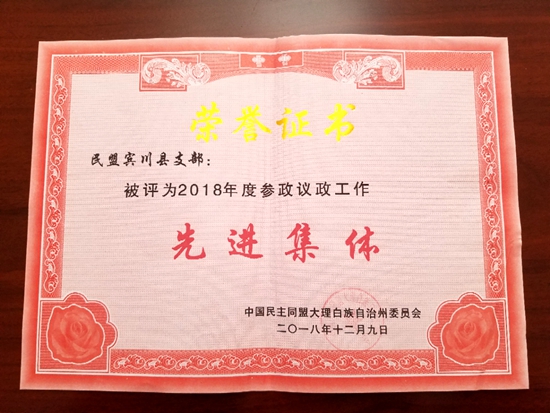 荣誉证书
民盟宾川县支部：
被评为2018年度参政议政工作
先进集体
中国民主同盟大理白族自治州委员会
二〇一八年十二月九日